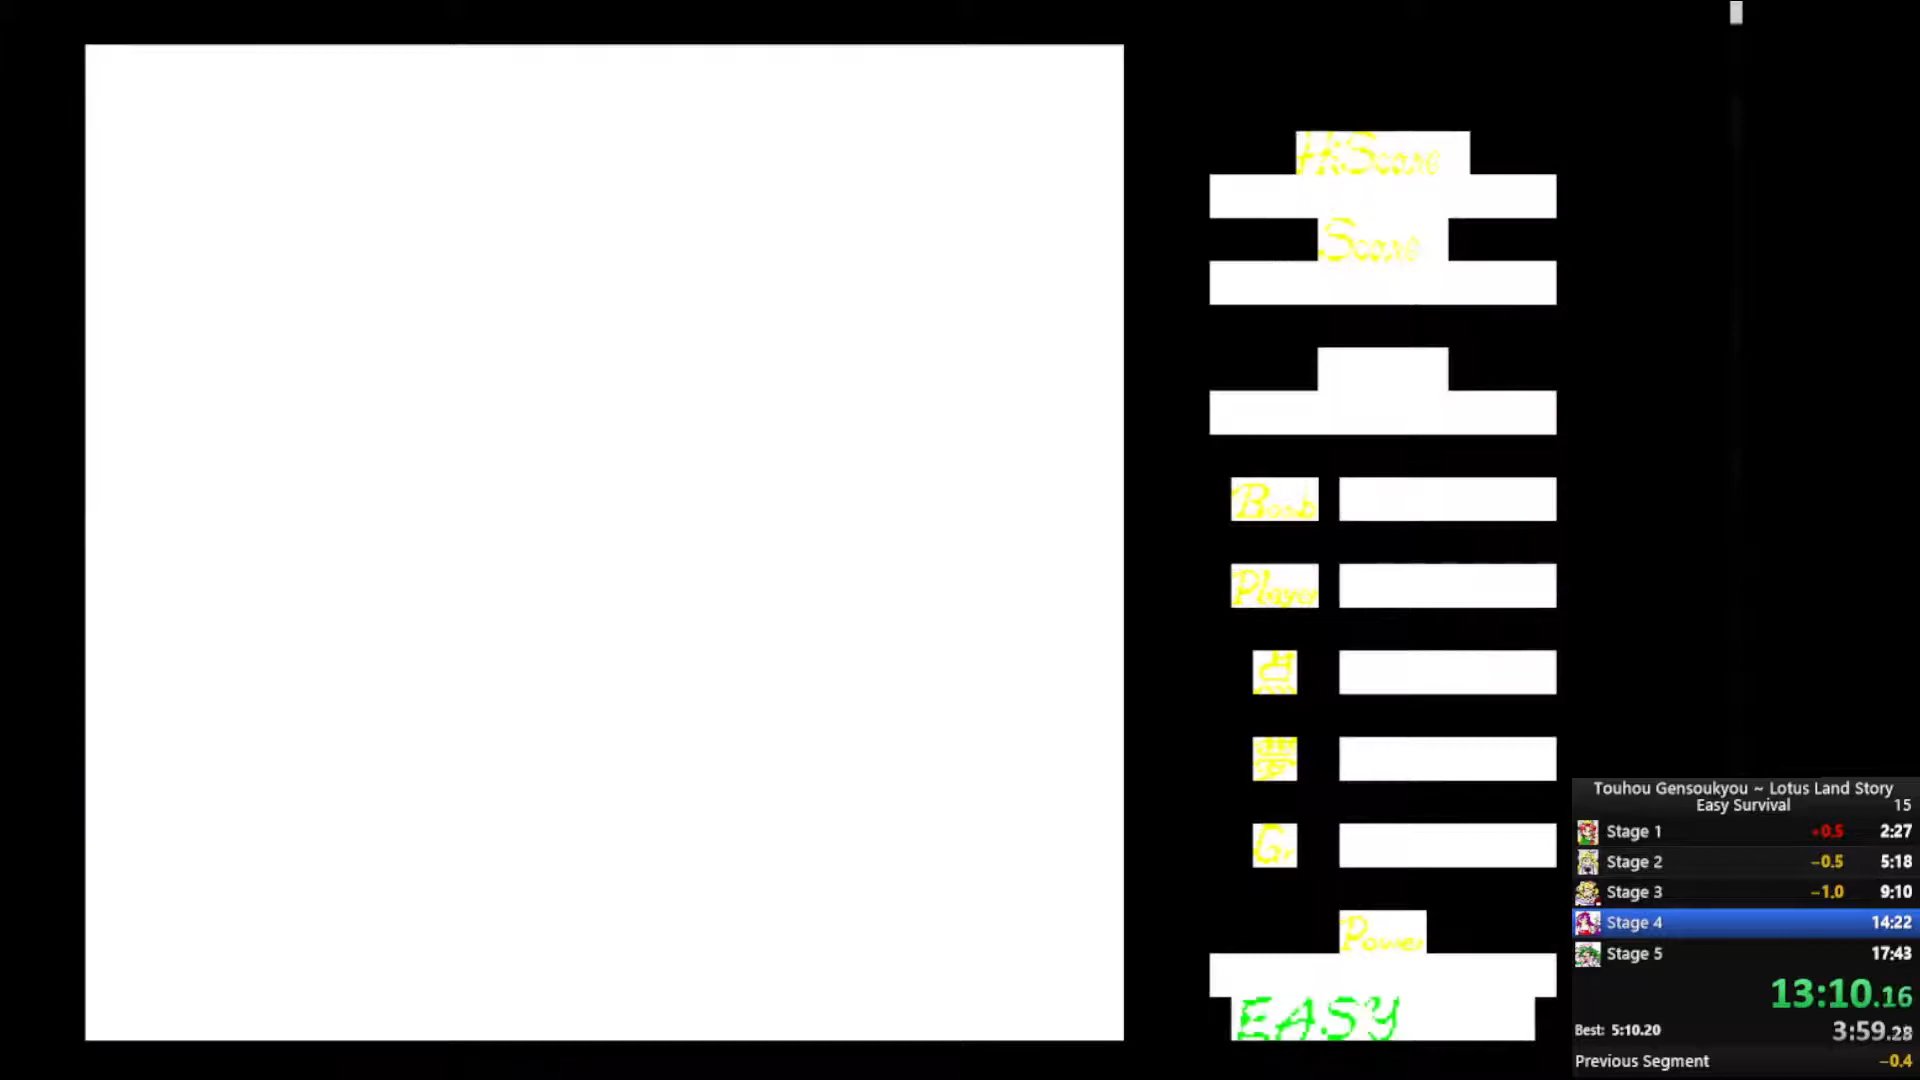 HiScore
Score
Bomb
Player
点
夢
Gr
Power
EASY
Touhou Gensoukyou ~ Lotus Land Story
Easy Survival 15
Stage 1 +0.5 2:27
Stage 2 −0.5 5:18
Stage 3 −1.0 9:10
Stage 4 14:22
Stage 5 17:43
13:10.16
Best: 5:10.20 3:59.28
Previous Segment −0.4